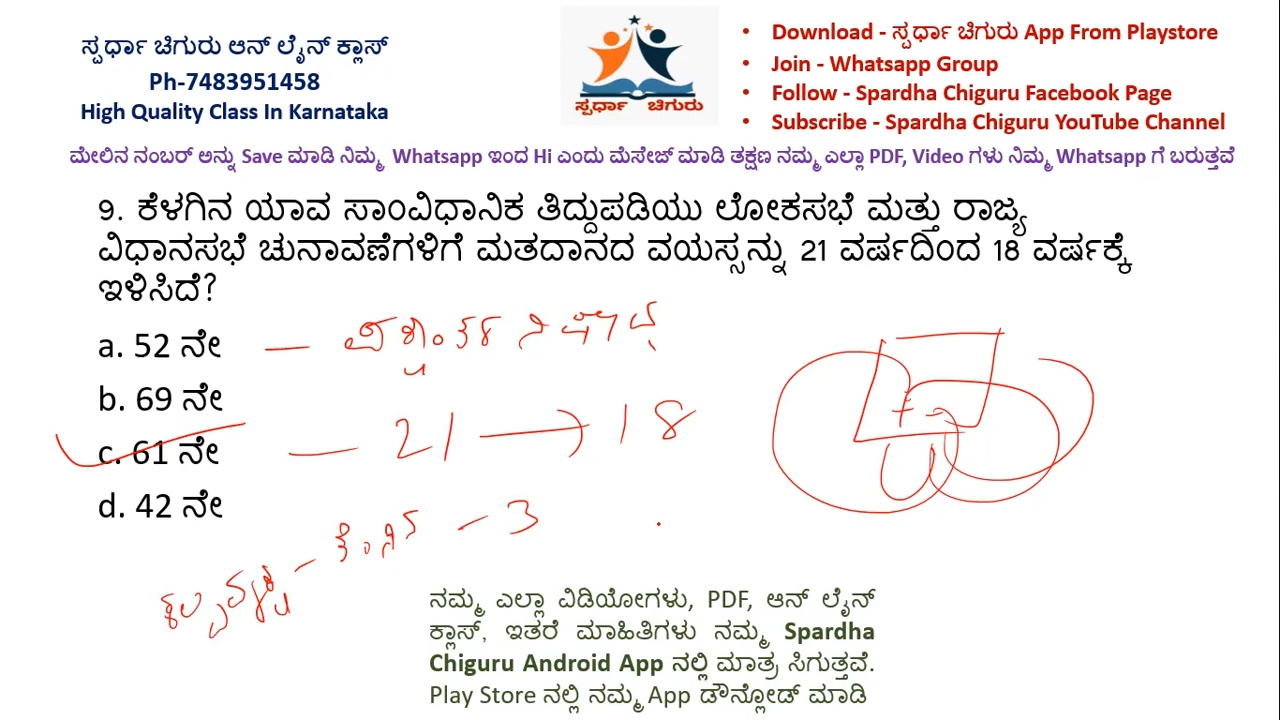 ಸ್ಪರ್ಧಾ ಚಿಗುರು ಆನ್ ಲೈನ್ ಕ್ಲಾಸ್
Ph-7483951458
High Quality Class In Karnataka
ಸ್ಪರ್ಧಾ ಚಿಗುರು
• Download - ಸ್ಪರ್ಧಾ ಚಿಗುರು App From Playstore
• Join - Whatsapp Group
• Follow - Spardha Chiguru Facebook Page
• Subscribe - Spardha Chiguru YouTube Channel
ಮೇಲಿನ ನಂಬರ್ ಅನ್ನು Save ಮಾಡಿ ನಿಮ್ಮ Whatsapp ಇಂದ Hi ಎಂದು ಮೆಸೇಜ್ ಮಾಡಿ ತಕ್ಷಣ ನಮ್ಮ ಎಲ್ಲಾ PDF, Video ಗಳು ನಿಮ್ಮ Whatsapp ಗೆ ಬರುತ್ತವೆ
9. ಕೆಳಗಿನ ಯಾವ ಸಾಂವಿಧಾನಿಕ ತಿದ್ದುಪಡಿಯು ಲೋಕಸಭೆ ಮತ್ತು ರಾಜ್ಯ
ವಿಧಾನಸಭೆ ಚುನಾವಣೆಗಳಿಗೆ ಮತದಾನದ ವಯಸ್ಸನ್ನು 21 ವರ್ಷದಿಂದ 18 ವರ್ಷಕ್ಕೆ
ಇಳಿಸಿದೆ?
a. 52 ನೇ
b. 69 ನೇ
c. 61 ನೇ — 21 → 18
d. 42 ನೇ
— 3
ನಮ್ಮ ಎಲ್ಲಾ ವಿಡಿಯೋಗಳು, PDF, ಆನ್ ಲೈನ್
ಕ್ಲಾಸ್, ಇತರೆ ಮಾಹಿತಿಗಳು ನಮ್ಮ Spardha
Chiguru Android App ನಲ್ಲಿ ಮಾತ್ರ ಸಿಗುತ್ತವೆ.
Play Store ನಲ್ಲಿ ನಮ್ಮ App ಡೌನ್ಲೋಡ್ ಮಾಡಿ